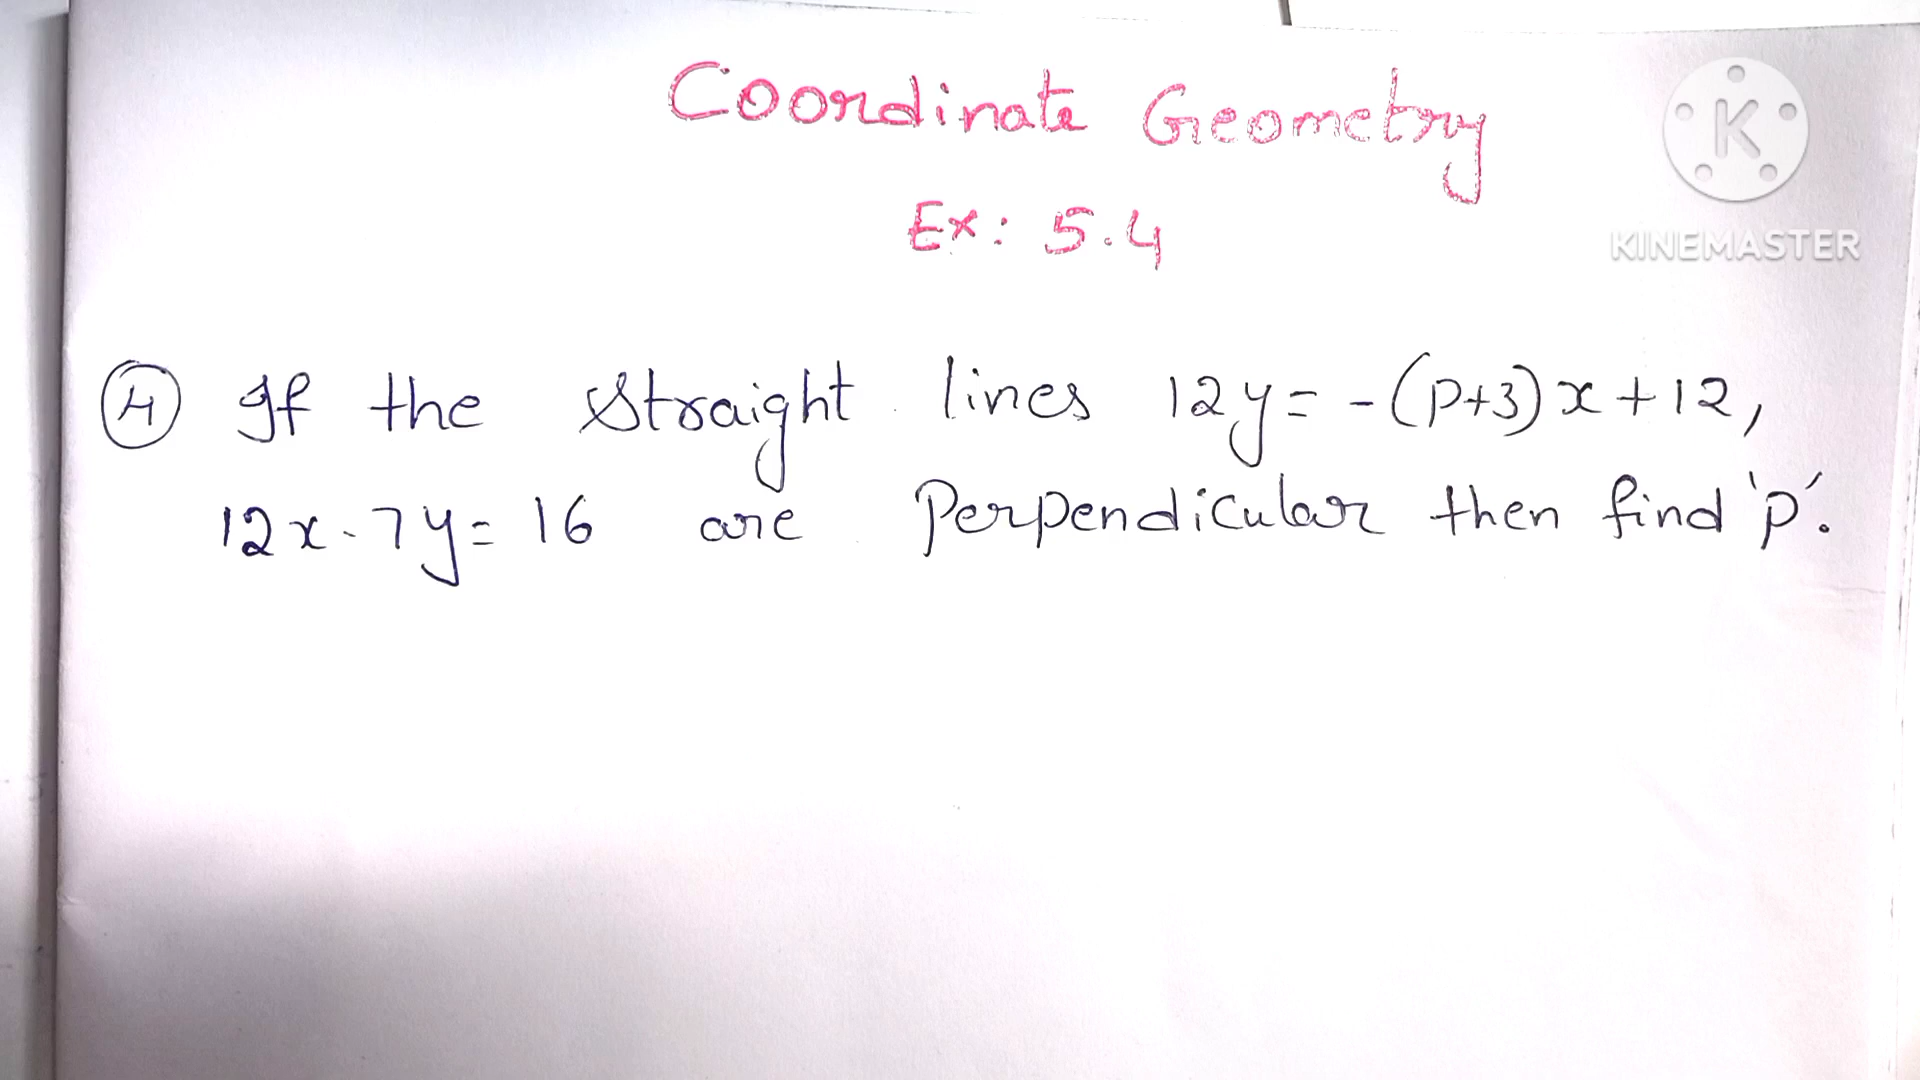 Coordinate Geometry
K
KINEMASTER
Ex: 5.4
4 If the Straight lines 12y = -(p+3)x + 12,
12x - 7y = 16 are Perpendicular then find 'p'.